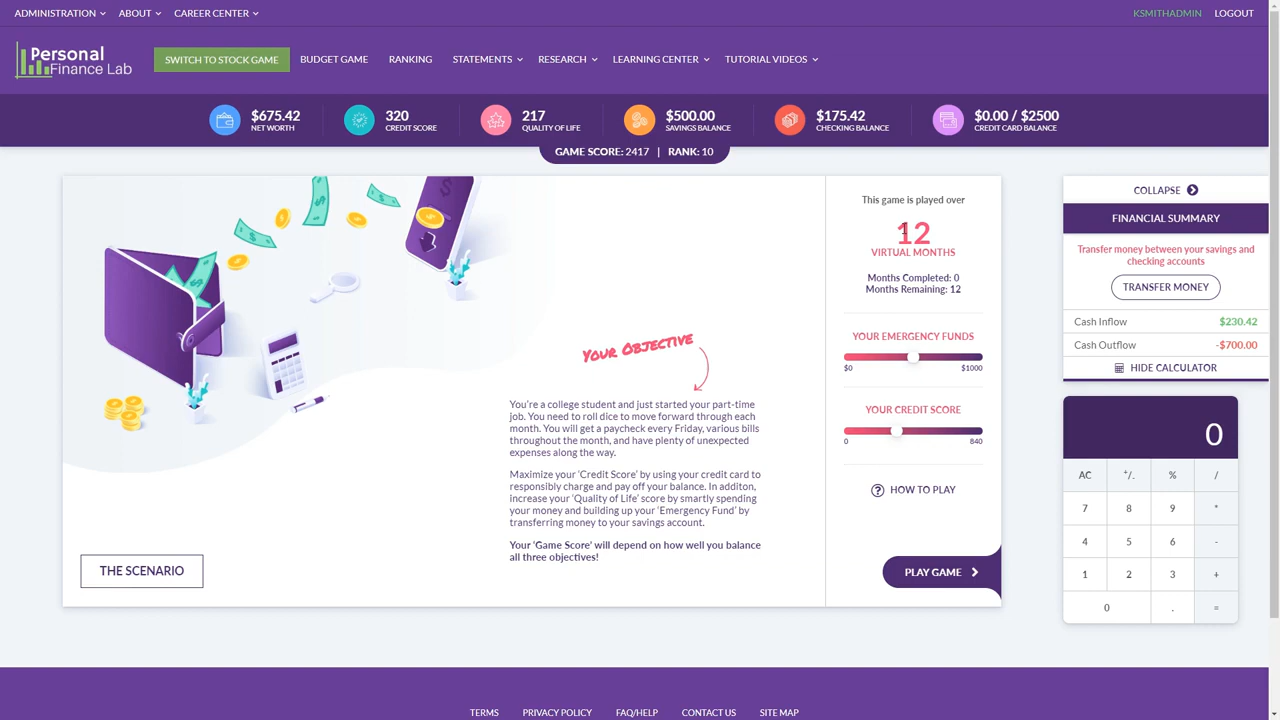 ADMINISTRATION ABOUT CAREER CENTER KSMITHADMIN LOGOUT
Personal
Finance Lab
SWITCH TO STOCK GAME BUDGET GAME RANKING STATEMENTS RESEARCH LEARNING CENTER TUTORIAL VIDEOS
$675.42 320 217 $500.00 $175.42 $0.00 / $2500
NET WORTH CREDIT SCORE QUALITY OF LIFE SAVINGS BALANCE CHECKING BALANCE CREDIT CARD BALANCE
GAME SCORE: 2417 | RANK: 10
Your Objective
You're a college student and just started your part-time
job. You need to roll dice to move forward through each
month. You will get a paycheck every Friday, various bills
throughout the month, and have plenty of unexpected
expenses along the way.
Maximize your 'Credit Score' by using your credit card to
responsibly charge and pay off your balance. In additon,
increase your 'Quality of Life' score by smartly spending
your money and building up your 'Emergency Fund' by
transferring money to your savings account.
Your 'Game Score' will depend on how well you balance
all three objectives!
THE SCENARIO
This game is played over
12
VIRTUAL MONTHS
Months Completed: 0
Months Remaining: 12
YOUR EMERGENCY FUNDS
$0 $1000
YOUR CREDIT SCORE
0 840
HOW TO PLAY
PLAY GAME
COLLAPSE
FINANCIAL SUMMARY
Transfer money between your savings and
checking accounts
TRANSFER MONEY
Cash Inflow $230.42
Cash Outflow -$700.00
HIDE CALCULATOR
0
AC +/. % /
7 8 9 *
4 5 6 -
1 2 3 +
0 . =
TERMS PRIVACY POLICY FAQ/HELP CONTACT US SITE MAP